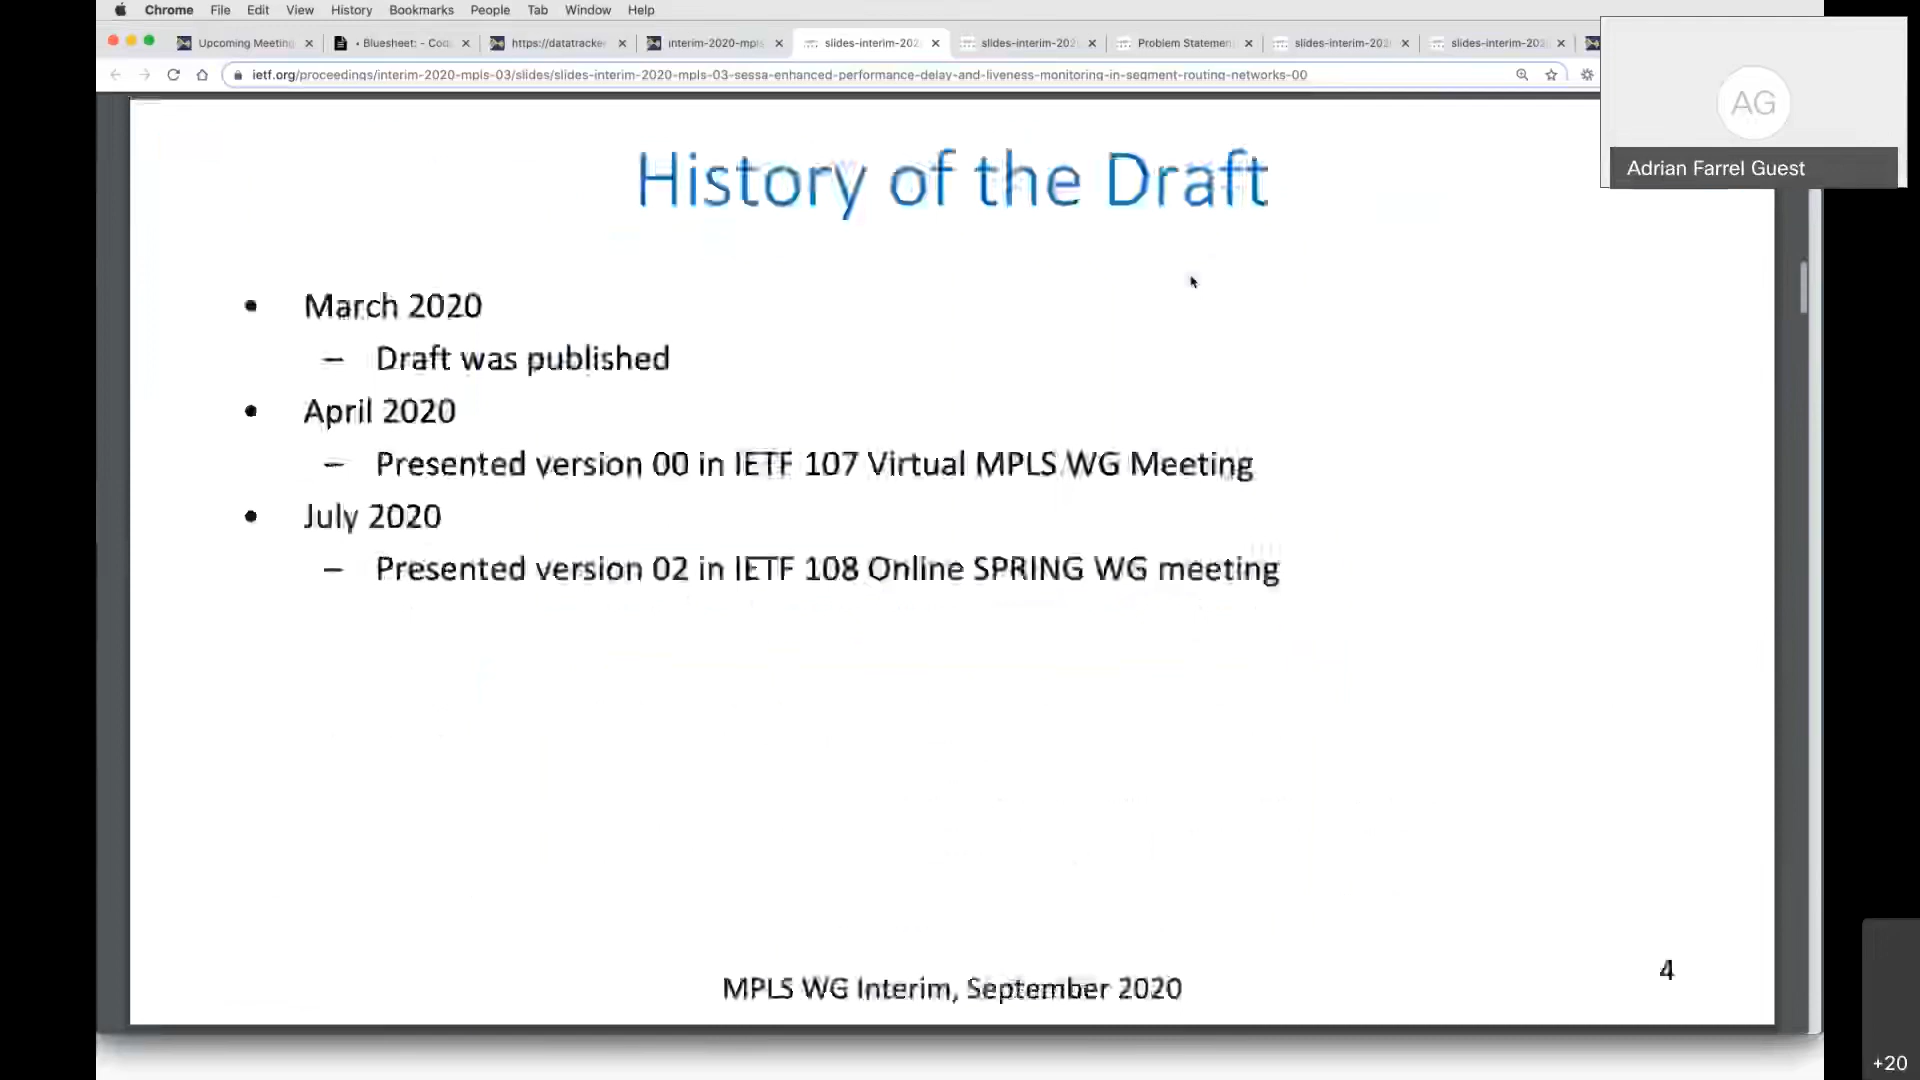 Chrome File Edit View History Bookmarks People Tab Window Help
Upcoming Meeting
• Bluesheet: - Cod
https://datatracke
interim-2020-mpls
slides-interim-202
slides-interim-202
Problem Statemen
slides-interim-202
slides-interim-202
ietf.org/proceedings/interim-2020-mpls-03/slides/slides-interim-2020-mpls-03-sessa-enhanced-performance-delay-and-liveness-monitoring-in-segment-routing-networks-00
AG
Adrian Farrel Guest
History of the Draft
• March 2020
– Draft was published
• April 2020
– Presented version 00 in IETF 107 Virtual MPLS WG Meeting
• July 2020
– Presented version 02 in IETF 108 Online SPRING WG meeting
MPLS WG Interim, September 2020
4
+20